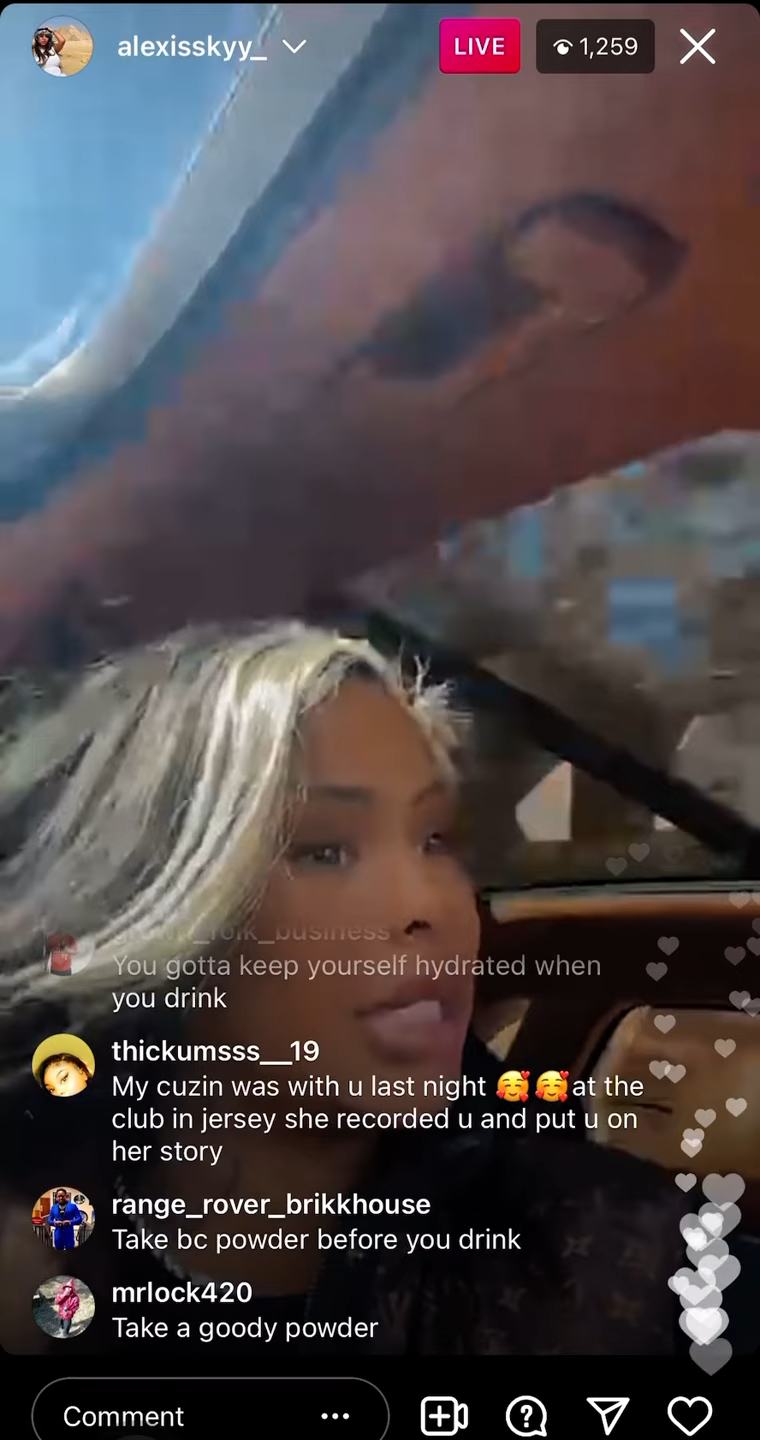 alexisskyy_
LIVE
1,259
You gotta keep yourself hydrated when
you drink
thickumsss__19
My cuzin was with u last night 🥰 🥰 at the
club in jersey she recorded u and put u on
her story
range_rover_brikkhouse
Take bc powder before you drink
mrlock420
Take a goody powder
Comment